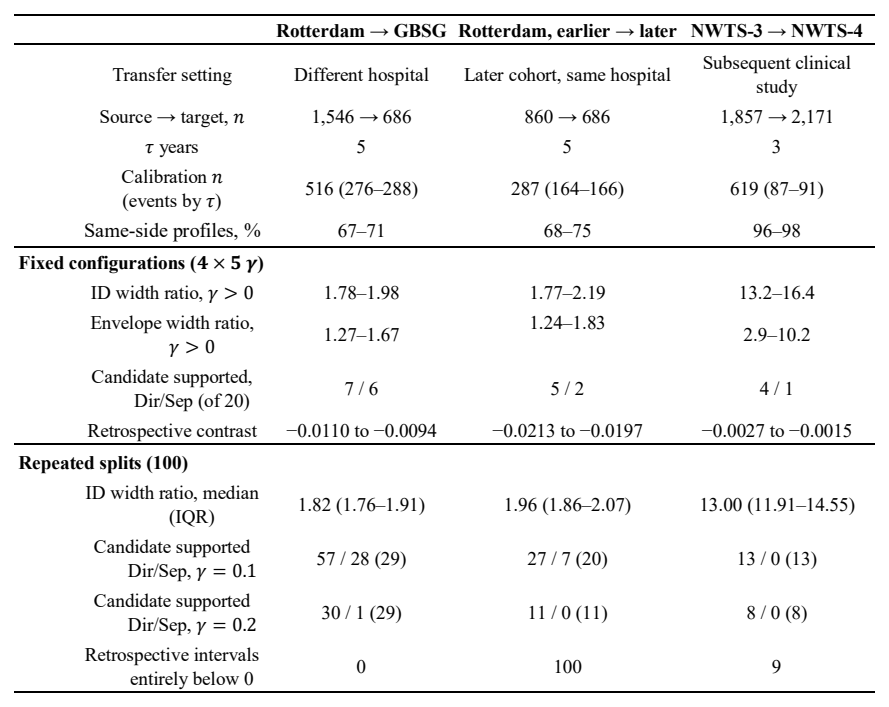 Rotterdam → GBSG Rotterdam, earlier → later NWTS-3 → NWTS-4
Transfer setting Different hospital Later cohort, same hospital Subsequent clinical study
Source → target, n 1,546 → 686 860 → 686 1,857 → 2,171
τ years 5 5 3
Calibration n
(events by τ) 516 (276–288) 287 (164–166) 619 (87–91)
Same-side profiles, % 67–71 68–75 96–98
Fixed configurations (4 × 5 γ)
ID width ratio, γ > 0 1.78–1.98 1.77–2.19 13.2–16.4
Envelope width ratio,
γ > 0 1.27–1.67 1.24–1.83 2.9–10.2
Candidate supported,
Dir/Sep (of 20) 7 / 6 5 / 2 4 / 1
Retrospective contrast −0.0110 to −0.0094 −0.0213 to −0.0197 −0.0027 to −0.0015
Repeated splits (100)
ID width ratio, median
(IQR) 1.82 (1.76–1.91) 1.96 (1.86–2.07) 13.00 (11.91–14.55)
Candidate supported
Dir/Sep, γ = 0.1 57 / 28 (29) 27 / 7 (20) 13 / 0 (13)
Candidate supported
Dir/Sep, γ = 0.2 30 / 1 (29) 11 / 0 (11) 8 / 0 (8)
Retrospective intervals
entirely below 0 0 100 9